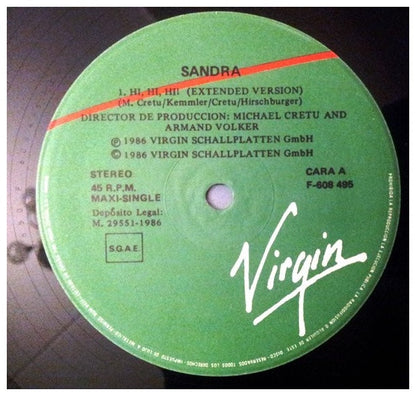 SANDRA
1. HI, HI, HI! (EXTENDED VERSION)
(M. Cretu/Kemmler/Cretu/Hirschburger)
DIRECTOR DE PRODUCCION: MICHAEL CRETU AND
ARMAND VOLKER
Ⓟ 1986 VIRGIN SCHALLPLATTEN GmbH
© 1986 VIRGIN SCHALLPLATTEN GmbH
STEREO
45 R.P.M.
MAXI-SINGLE
CARA A
F-608 495
Depósito Legal:
M. 29551-1986
S.G.A.E.
Virgin